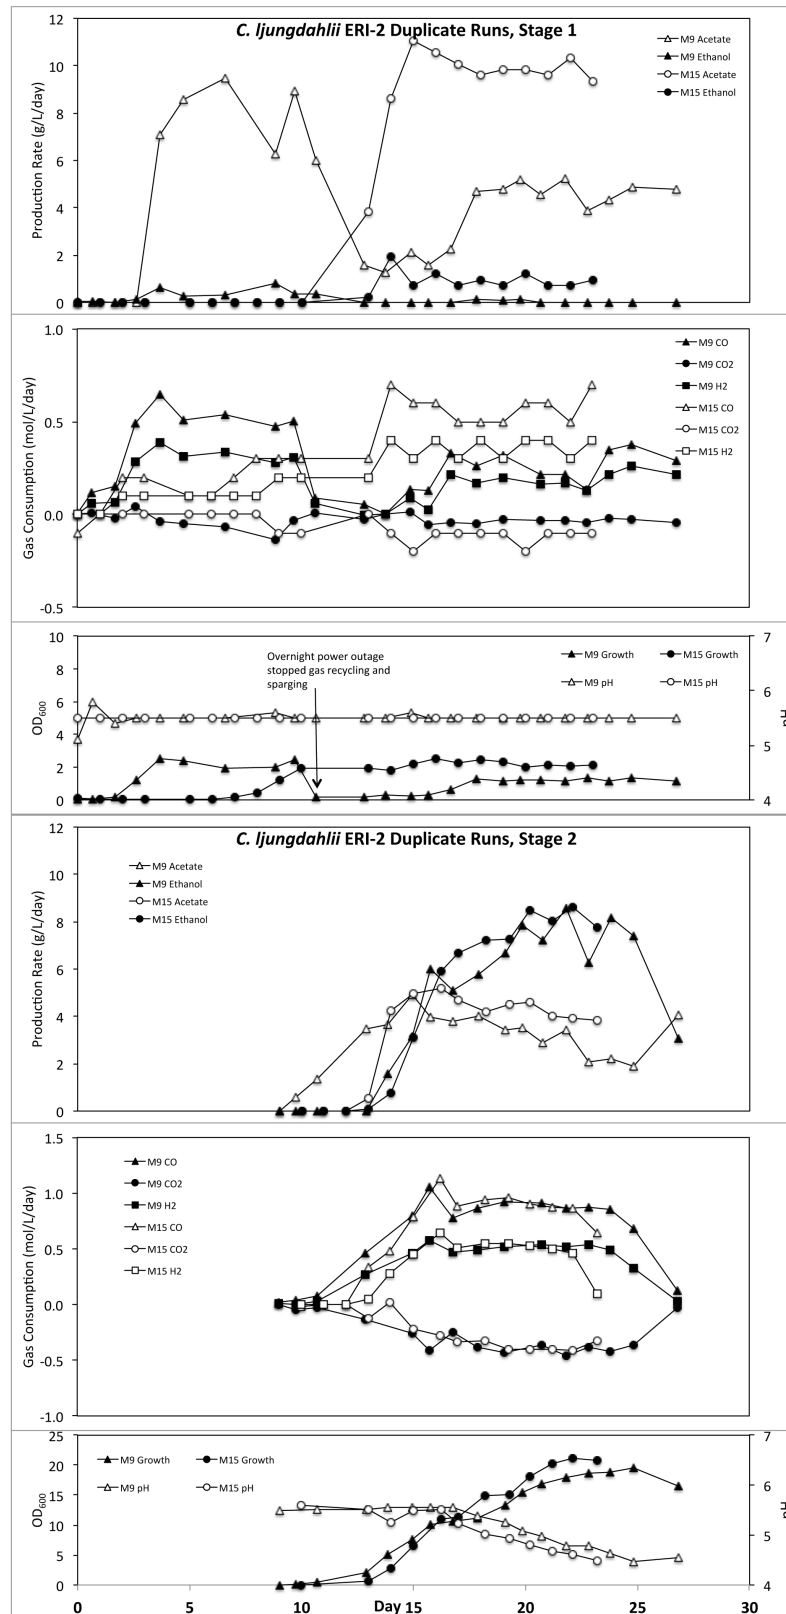 C. ljungdahlii ERI-2 Duplicate Runs, Stage 1
Production Rate (g/L/day)
12
10
8
6
4
2
0
M9 Acetate
M9 Ethanol
M15 Acetate
M15 Ethanol
Gas Consumption (mol/L/day)
1.0
0.5
0.0
-0.5
M9 CO
M9 CO2
M9 H2
M15 CO
M15 CO2
M15 H2
OD600
10
8
6
4
2
0
Overnight power outage
stopped gas recycling and
sparging
M9 Growth M15 Growth
M9 pH M15 pH
7
6
5
4
pH
C. ljungdahlii ERI-2 Duplicate Runs, Stage 2
Production Rate (g/L/day)
12
10
8
6
4
2
0
M9 Acetate
M9 Ethanol
M15 Acetate
M15 Ethanol
Gas Consumption (mol/L/day)
1.5
1.0
0.5
0.0
-0.5
-1.0
M9 CO
M9 CO2
M9 H2
M15 CO
M15 CO2
M15 H2
OD600
25
20
15
10
5
0
M9 Growth M15 Growth
M9 pH M15 pH
7
6
5
4
pH
0 5 10 Day 15 20 25 30